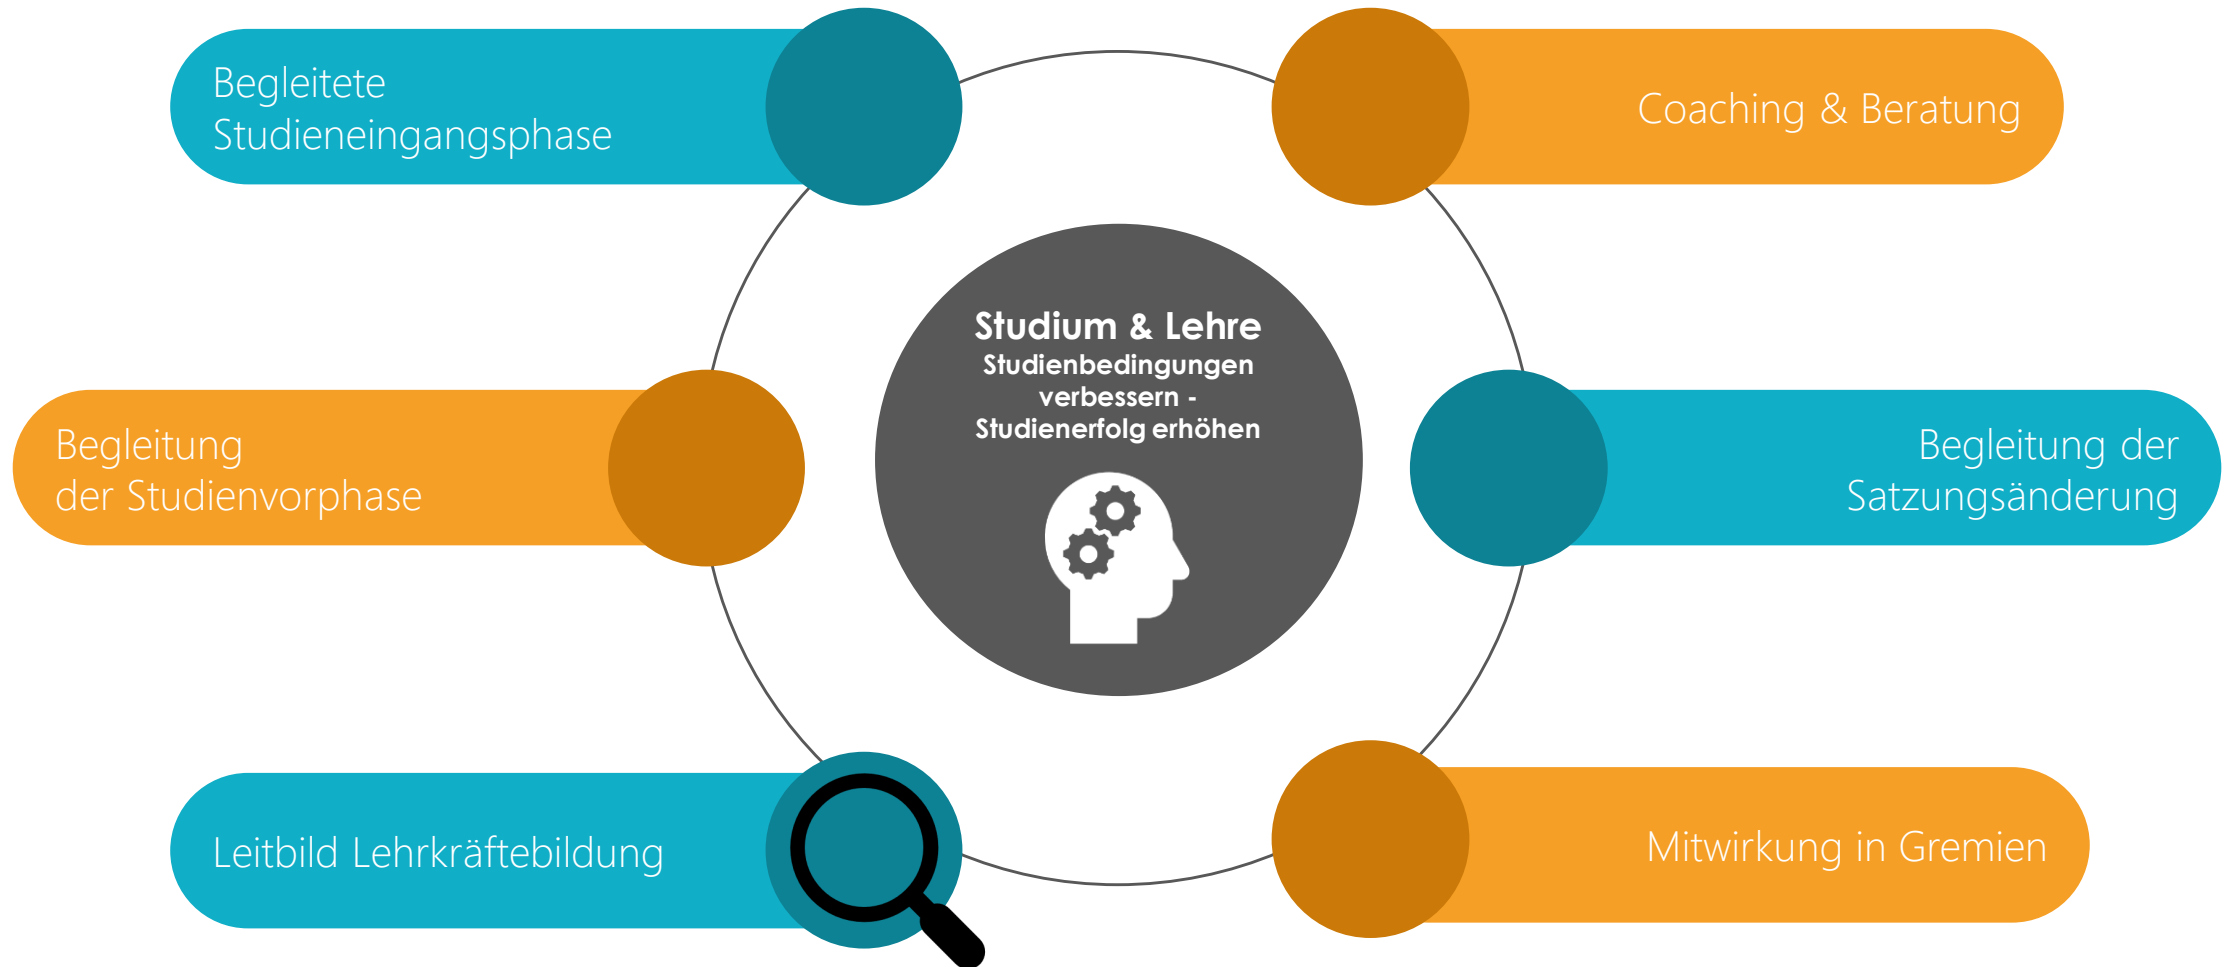 Begleitete
Studieneingangsphase
Coaching & Beratung
Studium & Lehre
Studienbedingungen
verbessern -
Studienerfolg erhöhen
Begleitung
der Studienvorphase
Begleitung der
Satzungsänderung
Leitbild Lehrkräftebildung
Mitwirkung in Gremien